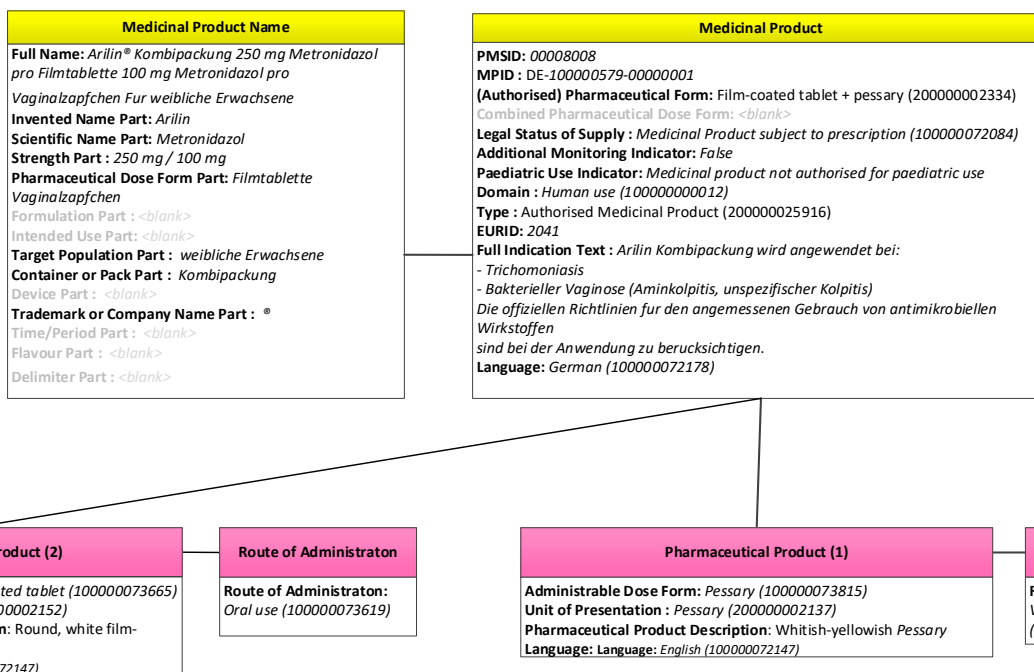 Medicinal Product Name
Full Name: Arilin® Kombipackung 250 mg Metronidazol
pro Filmtablette 100 mg Metronidazol pro
Vaginalzapfchen Fur weibliche Erwachsene
Invented Name Part: Arilin
Scientific Name Part: Metronidazol
Strength Part : 250 mg / 100 mg
Pharmaceutical Dose Form Part: Filmtablette
Vaginalzapfchen
Formulation Part : <blank>
Intended Use Part: <blank>
Target Population Part : weibliche Erwachsene
Container or Pack Part : Kombipackung
Device Part : <blank>
Trademark or Company Name Part : ®
Time/Period Part : <blank>
Flavour Part : <blank>
Delimiter Part : <blank>
Medicinal Product
PMSID: 00008008
MPID : DE-100000579-00000001
(Authorised) Pharmaceutical Form: Film-coated tablet + pessary (200000002334)
Combined Pharmaceutical Dose Form: <blank>
Legal Status of Supply : Medicinal Product subject to prescription (100000072084)
Additional Monitoring Indicator: False
Paediatric Use Indicator: Medicinal product not authorised for paediatric use
Domain : Human use (100000000012)
Type : Authorised Medicinal Product (200000025916)
EURID: 2041
Full Indication Text : Arilin Kombipackung wird angewendet bei:
- Trichomoniasis
- Bakterieller Vaginose (Aminkolpitis, unspezifischer Kolpitis)
Die offiziellen Richtlinien fur den angemessenen Gebrauch von antimikrobiellen
Wirkstoffen
sind bei der Anwendung zu berucksichtigen.
Language: German (100000072178)
roduct (2)
ted tablet (100000073665)
00002152)
n: Round, white film-
72147)
Route of Administraton
Route of Administraton:
Oral use (100000073619)
Pharmaceutical Product (1)
Administrable Dose Form: Pessary (100000073815)
Unit of Presentation : Pessary (200000002137)
Pharmaceutical Product Description: Whitish-yellowish Pessary
Language: Language: English (100000072147)